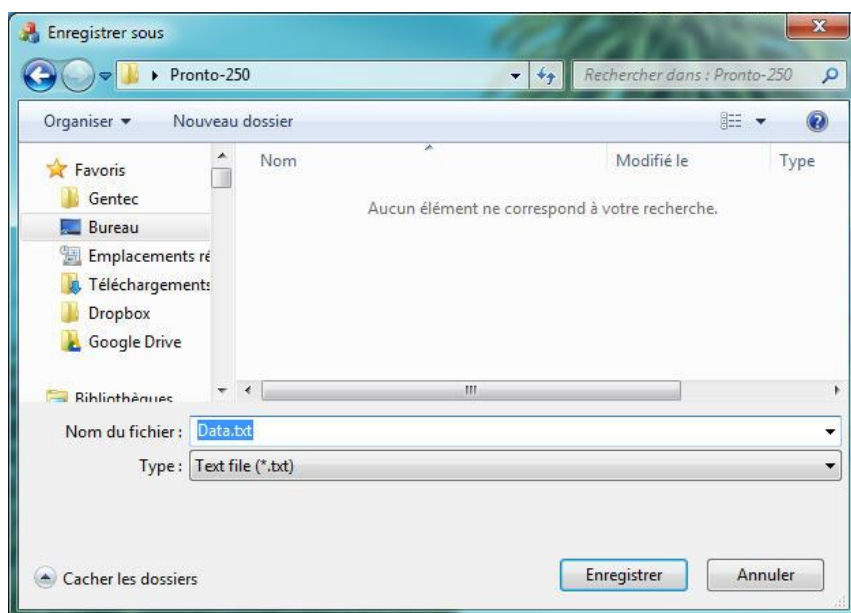 Enregistrer sous
Pronto-250
Rechercher dans : Pronto-250
Organiser
Nouveau dossier
Nom
Modifié le
Type
Favoris
Gentec
Bureau
Emplacements ré
Téléchargements
Dropbox
Google Drive
Bibliothèques
Aucun élément ne correspond à votre recherche.
Nom du fichier :
Data.txt
Type :
Text file (*.txt)
Cacher les dossiers
Enregistrer
Annuler